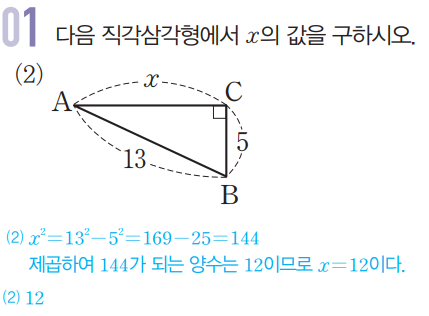 01 다음 직각삼각형에서 x의 값을 구하시오.
(2)
x
A
C
5
13
B
(2) x²=13²−5²=169−25=144
제곱하여 144가 되는 양수는 12이므로 x=12이다.
(2) 12